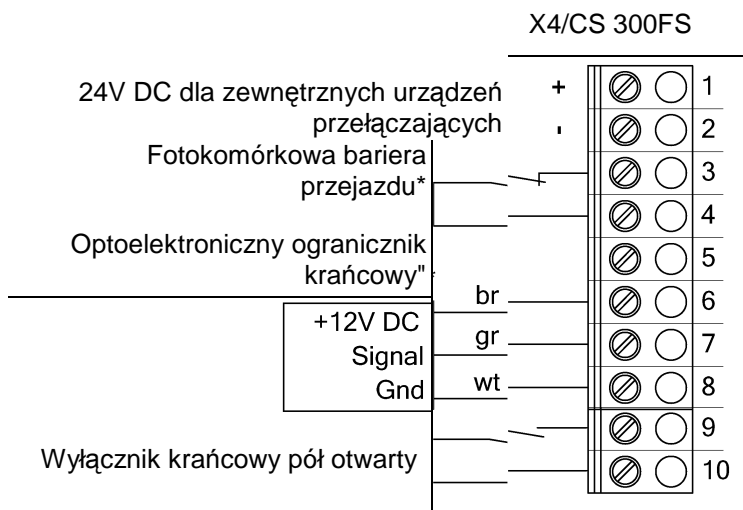 X4/CS 300FS
24V DC dla zewnętrznych urządzeń
przełączających
+ 1
- 2
Fotokomórkowa bariera
przejazdu*
3
4
Optoelektroniczny ogranicznik
krańcowy"
5
+12V DC br 6
Signal gr 7
Gnd wt 8
9
Wyłącznik krańcowy pół otwarty
10